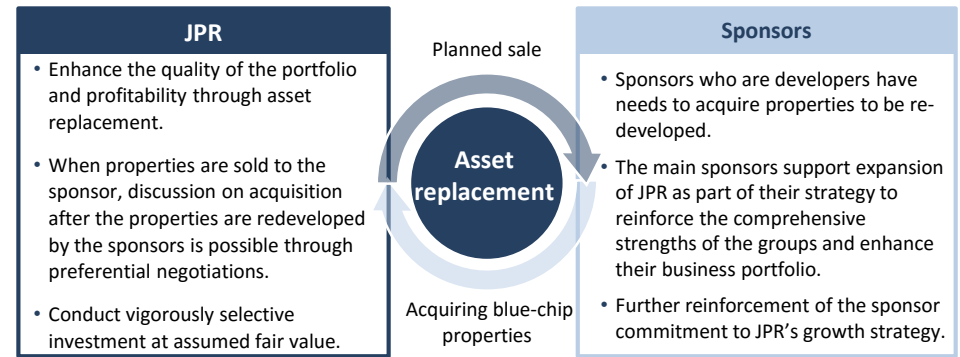 JPR
• Enhance the quality of the portfolio
and profitability through asset
replacement.
• When properties are sold to the
sponsor, discussion on acquisition
after the properties are redeveloped
by the sponsors is possible through
preferential negotiations.
• Conduct vigorously selective
investment at assumed fair value.
Planned sale
Asset
replacement
Acquiring blue-chip
properties
Sponsors
• Sponsors who are developers have
needs to acquire properties to be re-
developed.
• The main sponsors support expansion
of JPR as part of their strategy to
reinforce the comprehensive
strengths of the groups and enhance
their business portfolio.
• Further reinforcement of the sponsor
commitment to JPR’s growth strategy.